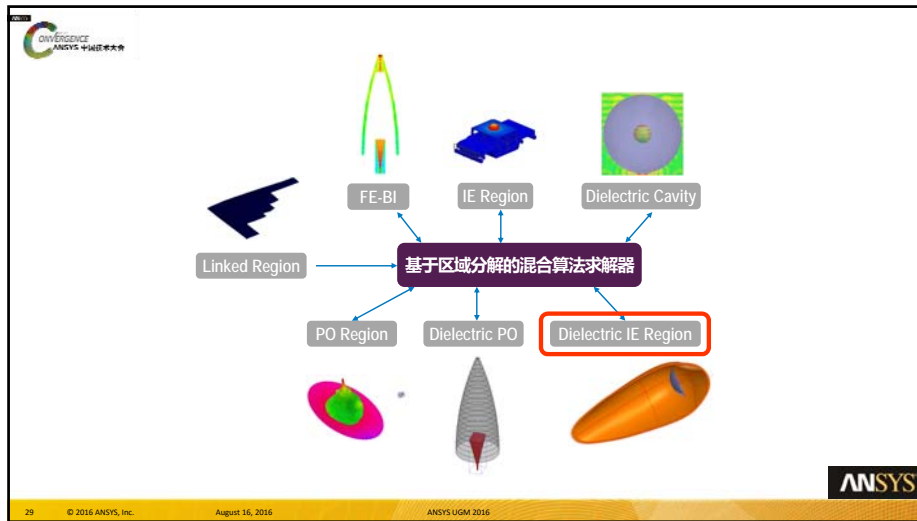 ANSYS
CONVERGENCE
ANSYS 中国技术大会
FE-BI
IE Region
Dielectric Cavity
Linked Region
基于区域分解的混合算法求解器
PO Region
Dielectric PO
Dielectric IE Region
ANSYS
29 © 2016 ANSYS, Inc. August 16, 2016 ANSYS UGM 2016